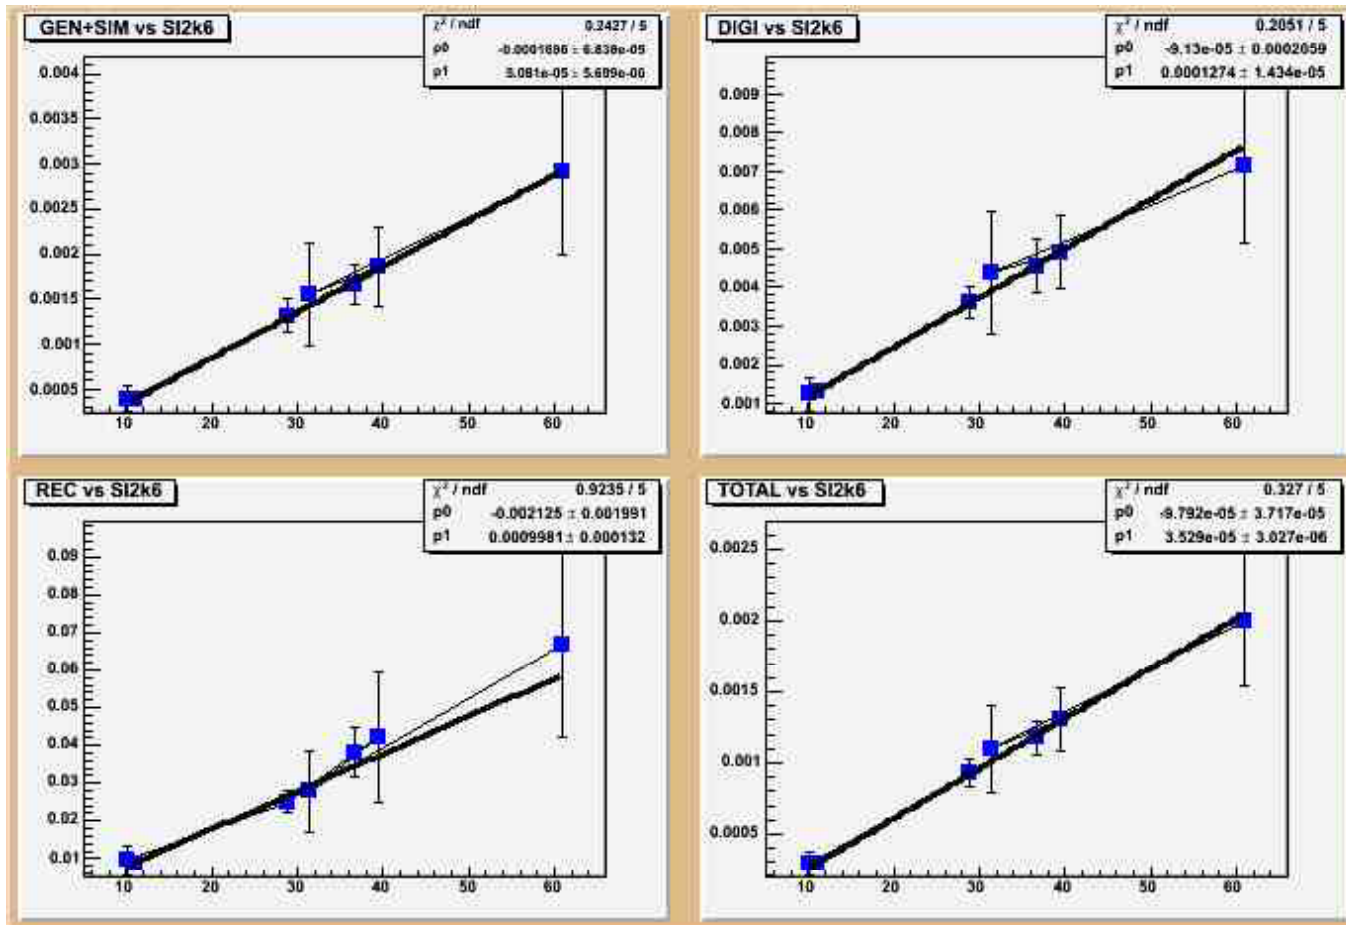 GEN+SIM vs SI2k6
χ² / ndf 0.2427 / 5
p0 ± 6.838e-05
p1
0.004
0.0035
0.003
0.0025
0.002
0.0015
0.001
0.0005
10 20 30 40 50 60
DIGI vs SI2k6
χ² / ndf 0.2051 / 5
p0 -9.13e-05 ± 0.0002059
p1 0.0001274 ± 1.434e-05
0.009
0.008
0.007
0.006
0.005
0.004
0.003
0.002
0.001
10 20 30 40 50 60
REC vs SI2k6
χ² / ndf 0.9235 / 5
p0 -0.002125 ± 0.001991
p1 0.0009981 ± 0.000132
0.09
0.08
0.07
0.06
0.05
0.04
0.03
0.02
0.01
10 20 30 40 50 60
TOTAL vs SI2k6
χ² / ndf 0.327 / 5
p0 -9.792e-05 ± 3.717e-05
p1 3.529e-05 ± 3.027e-06
0.0025
0.002
0.0015
0.001
0.0005
10 20 30 40 50 60